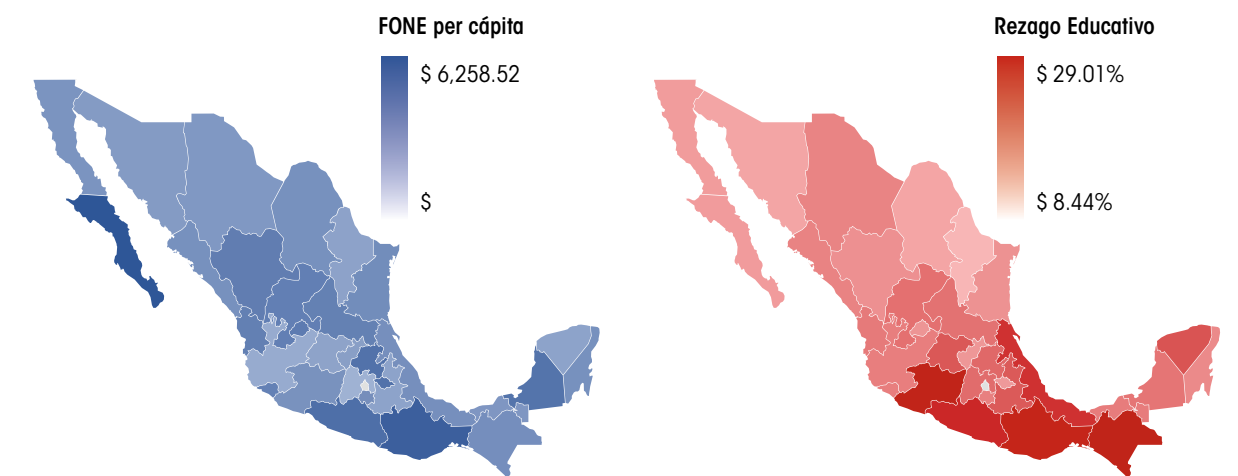 FONE per cápita
$ 6,258.52
$
Rezago Educativo
$ 29.01%
$ 8.44%